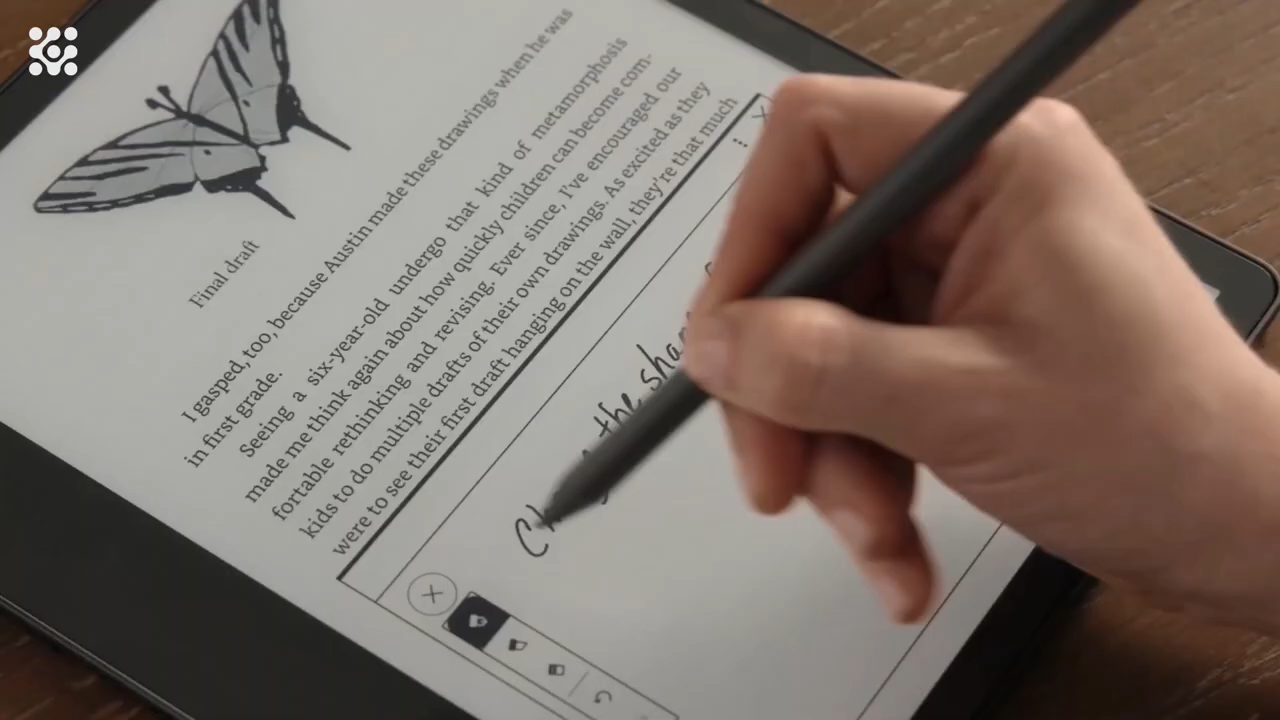 Final draft
I gasped, too, because Austin made these drawings when he was
in first grade.
Seeing a six-year-old undergo that kind of metamorphosis
made me think again about how quickly children can become com-
fortable rethinking and revising. Ever since, I've encouraged our
kids to do multiple drafts of their own drawings. As excited as they
were to see their first draft hanging on the wall, they're that much
the